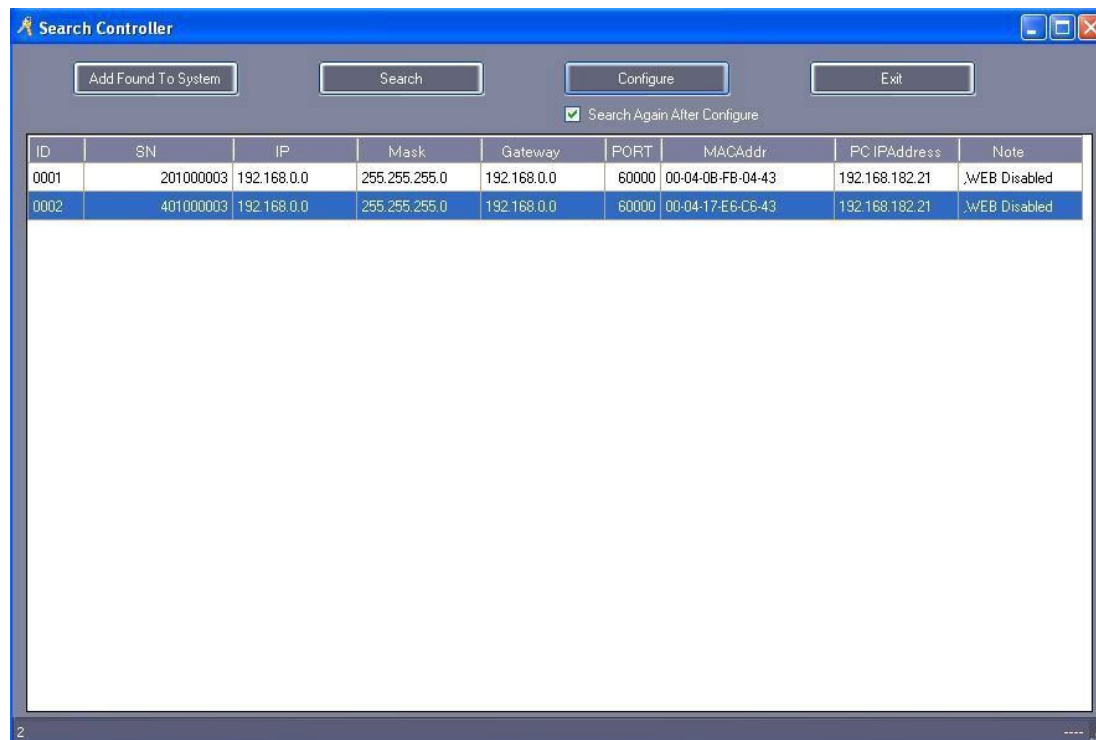 Search Controller
Add Found To System Search Configure Exit
Search Again After Configure
ID SN IP Mask Gateway PORT MACAddr PC IPAddress Note
0001 201000003 192.168.0.0 255.255.255.0 192.168.0.0 60000 00-04-0B-FB-04-43 192.168.182.21 ,WEB Disabled
0002 401000003 192.168.0.0 255.255.255.0 192.168.0.0 60000 00-04-17-E6-C6-43 192.168.182.21 ,WEB Disabled
2 ----